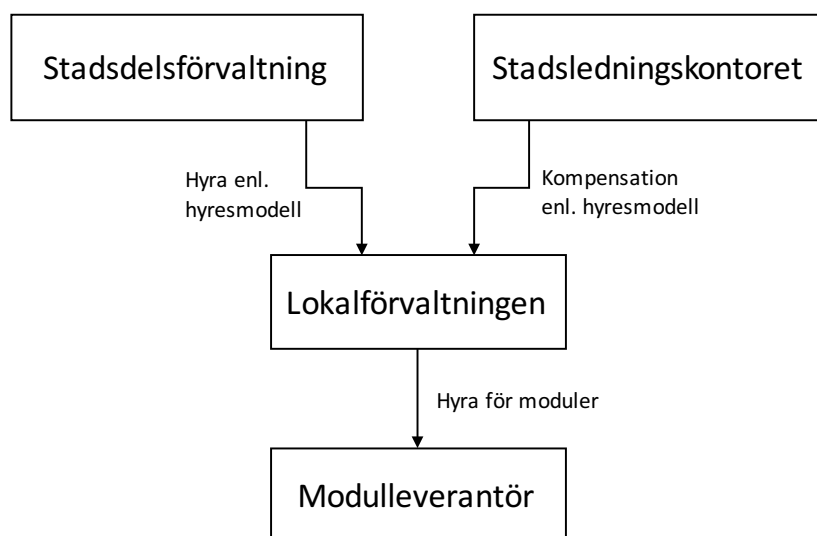 Stadsdelsförvaltning
Stadsledningskontoret
Hyra enl.
hyresmodell
Kompensation
enl. hyresmodell
Lokalförvaltningen
Hyra för moduler
Modulleverantör